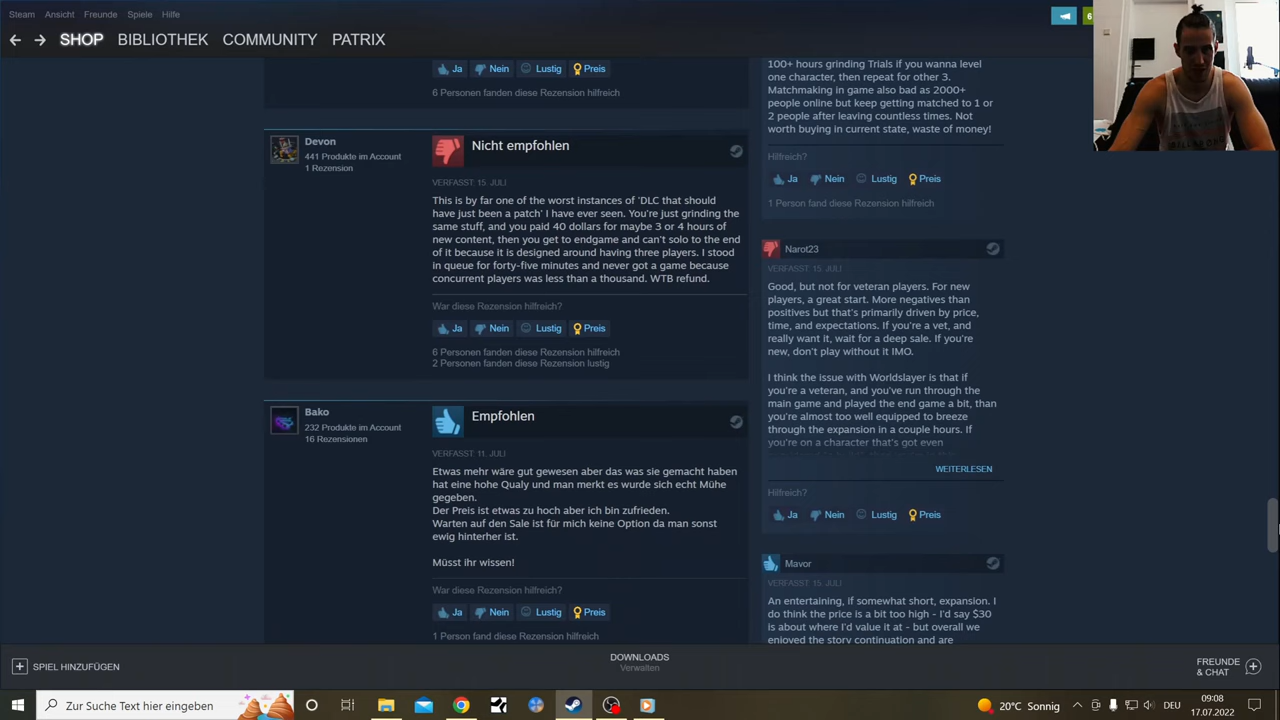 Steam Ansicht Freunde Spiele Hilfe
SHOP BIBLIOTHEK COMMUNITY PATRIX
6
Ja Nein Lustig Preis
6 Personen fanden diese Rezension hilfreich
Devon
441 Produkte im Account
1 Rezension
Nicht empfohlen
VERFASST: 15. JULI
This is by far one of the worst instances of 'DLC that should
have just been a patch' I have ever seen. You're just grinding the
same stuff, and you paid 40 dollars for maybe 3 or 4 hours of
new content, then you get to endgame and can't solo to the end
of it because it is designed around having three players. I stood
in queue for forty-five minutes and never got a game because
concurrent players was less than a thousand. WTB refund.
War diese Rezension hilfreich?
Ja Nein Lustig Preis
6 Personen fanden diese Rezension hilfreich
2 Personen fanden diese Rezension lustig
Bako
232 Produkte im Account
16 Rezensionen
Empfohlen
VERFASST: 11. JULI
Etwas mehr wäre gut gewesen aber das was sie gemacht haben
hat eine hohe Qualy und man merkt es wurde sich echt Mühe
gegeben.
Der Preis ist etwas zu hoch aber ich bin zufrieden.
Warten auf den Sale ist für mich keine Option da man sonst
ewig hinterher ist.
Müsst ihr wissen!
War diese Rezension hilfreich?
Ja Nein Lustig Preis
1 Person fand diese Rezension hilfreich
100+ hours grinding Trials if you wanna level
one character, then repeat for other 3.
Matchmaking in game also bad as 2000+
people online but keep getting matched to 1 or
2 people after leaving countless times. Not
worth buying in current state, waste of money!
Hilfreich?
Ja Nein Lustig Preis
1 Person fand diese Rezension hilfreich
Narot23
VERFASST: 15. JULI
Good, but not for veteran players. For new
players, a great start. More negatives than
positives but that's primarily driven by price,
time, and expectations. If you're a vet, and
really want it, wait for a deep sale. If you're
new, don't play without it IMO.
I think the issue with Worldslayer is that if
you're a veteran, and you've run through the
main game and played the end game a bit, than
you're almost too well equipped to breeze
through the expansion in a couple hours. If
you're on a character that's got even
WEITERLESEN
Hilfreich?
Ja Nein Lustig Preis
Mavor
VERFASST: 15. JULI
An entertaining, if somewhat short, expansion. I
do think the price is a bit too high - I'd say $30
is about where I'd value it at - but overall we
enjoyed the story continuation and are
SPIEL HINZUFÜGEN
DOWNLOADS
Verwalten
FREUNDE
& CHAT
Zur Suche Text hier eingeben
20°C Sonnig
DEU
09:08
17.07.2022